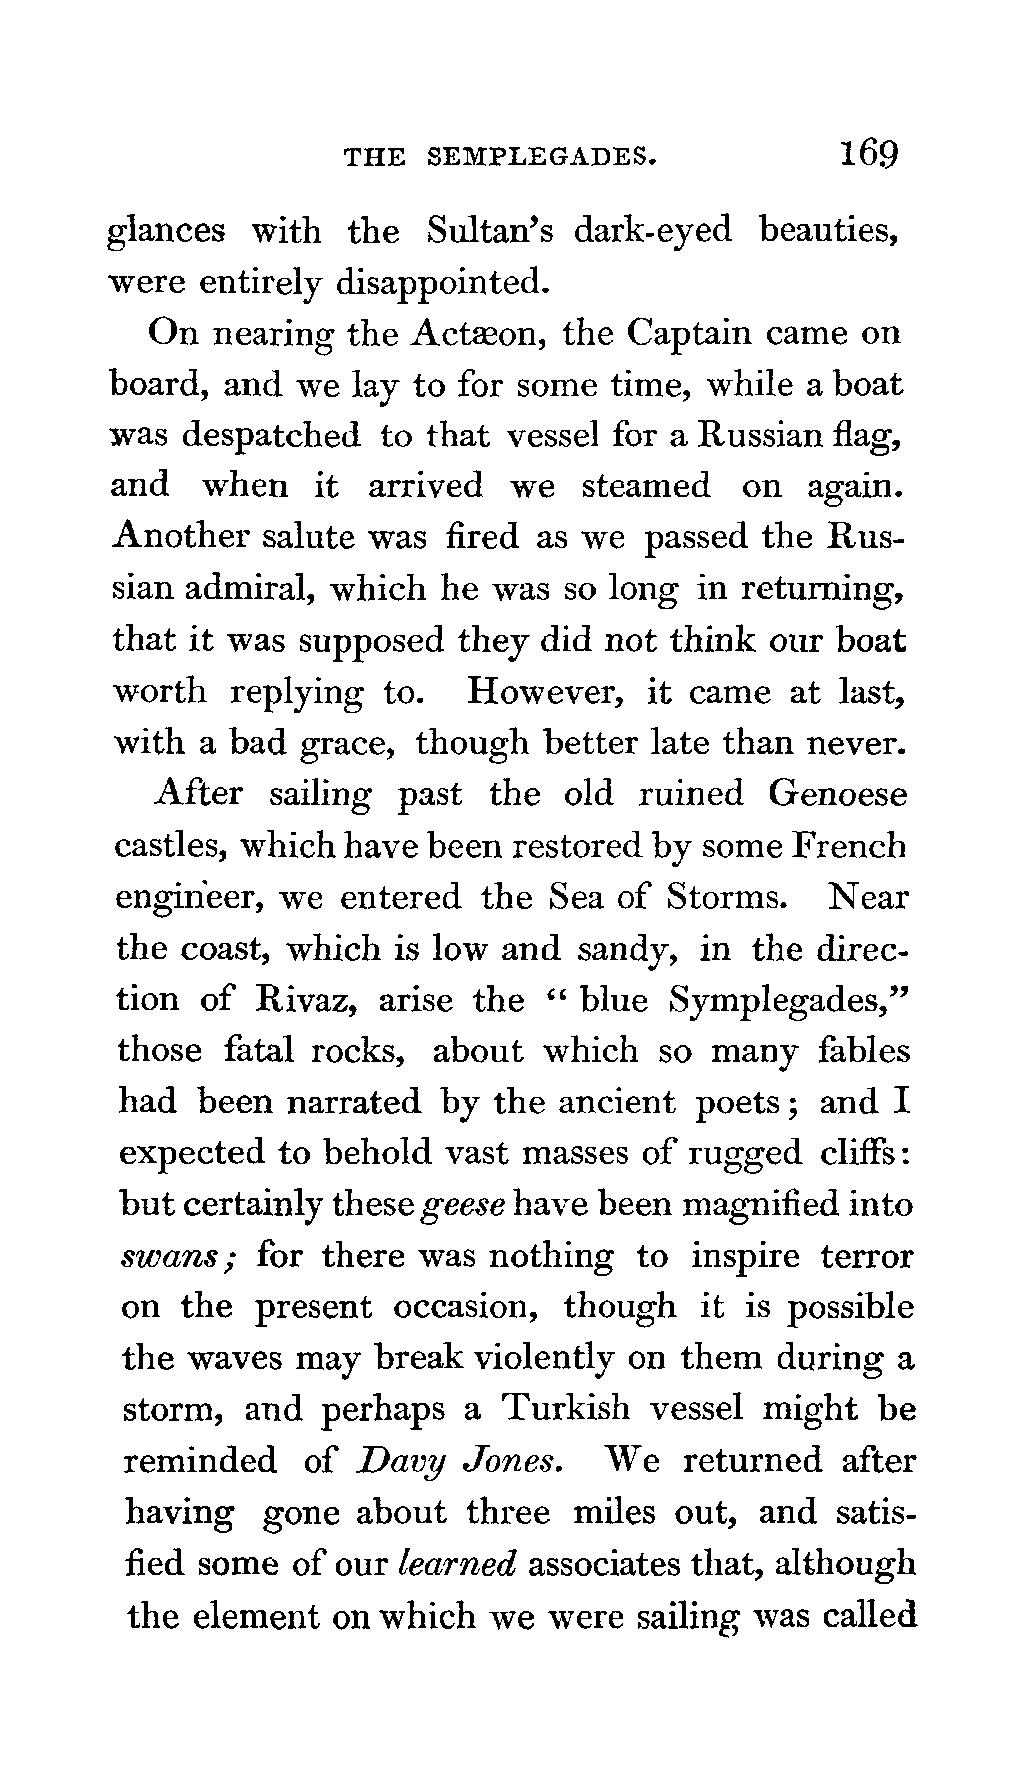 THE SEMPLEGADES. 169
glances with the Sultan's dark-eyed beauties,
were entirely disappointed.
On nearing the Actæon, the Captain came on
board, and we lay to for some time, while a boat
was despatched to that vessel for a Russian flag,
and when it arrived we steamed on again.
Another salute was fired as we passed the Rus-
sian admiral, which he was so long in returning,
that it was supposed they did not think our boat
worth replying to. However, it came at last,
with a bad grace, though better late than never.
After sailing past the old ruined Genoese
castles, which have been restored by some French
engineer, we entered the Sea of Storms. Near
the coast, which is low and sandy, in the direc-
tion of Rivaz, arise the “ blue Symplegades,”
those fatal rocks, about which so many fables
had been narrated by the ancient poets; and I
expected to behold vast masses of rugged cliffs:
but certainly these geese have been magnified into
swans; for there was nothing to inspire terror
on the present occasion, though it is possible
the waves may break violently on them during a
storm, and perhaps a Turkish vessel might be
reminded of Davy Jones. We returned after
having gone about three miles out, and satis-
fied some of our learned associates that, although
the element on which we were sailing was called